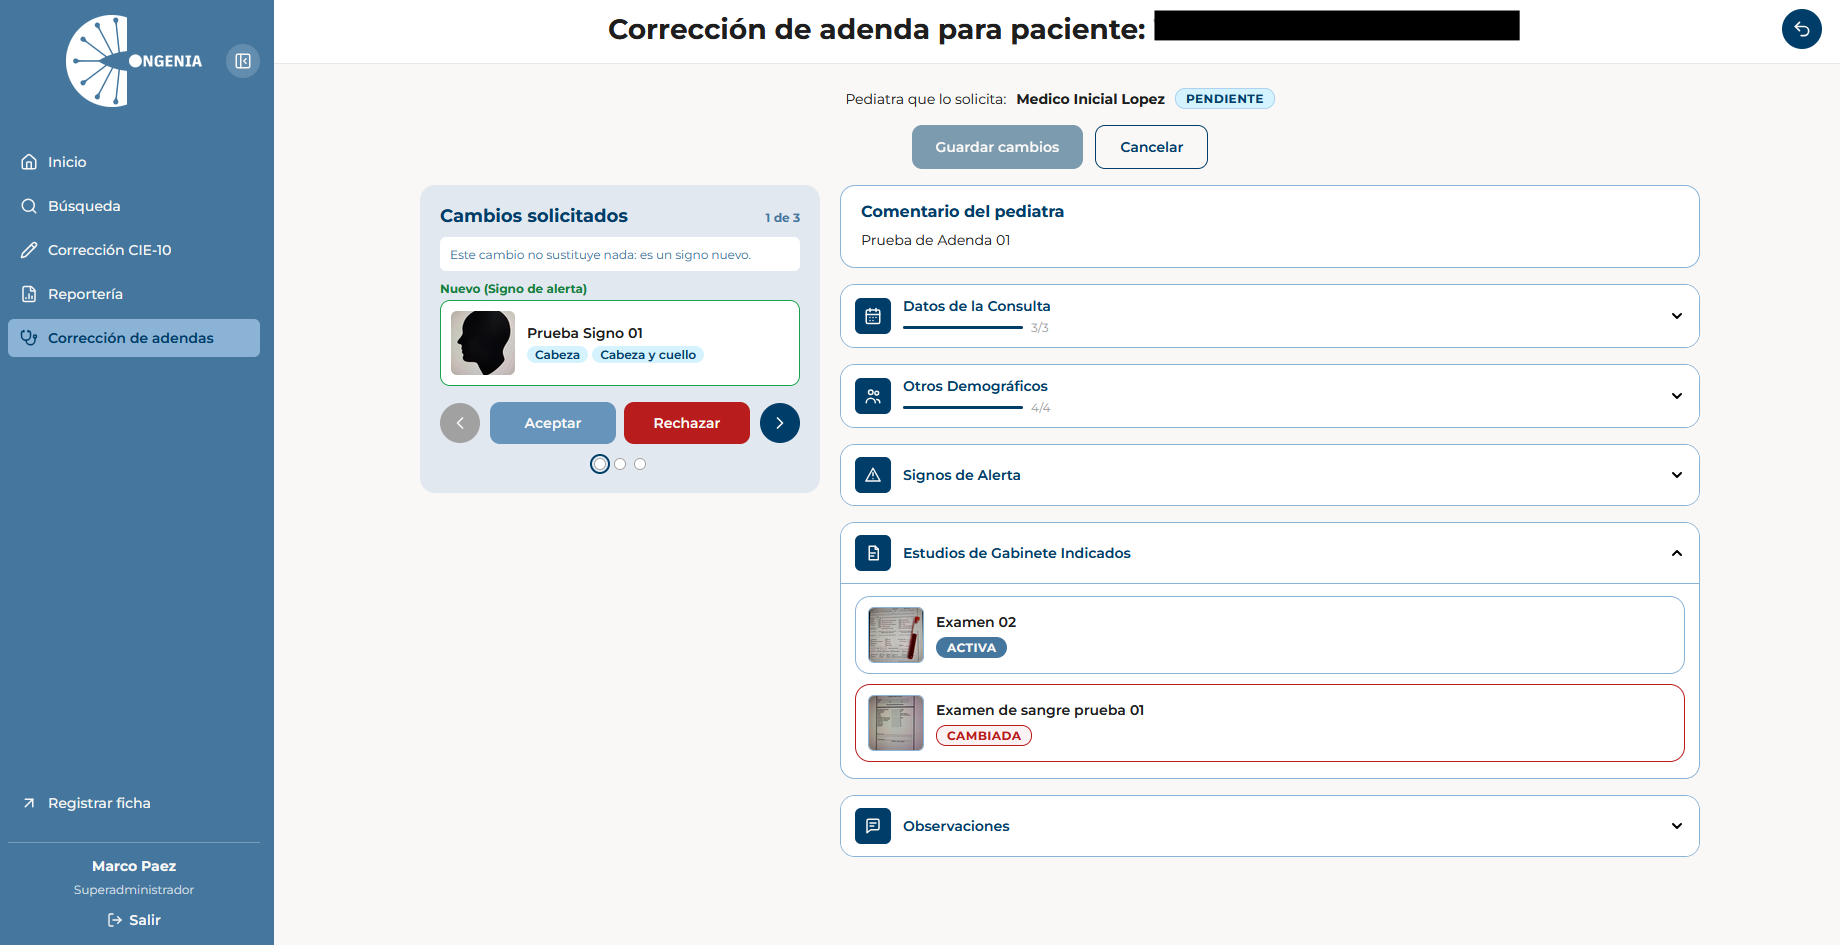 ONGENIA
Inicio
Búsqueda
Corrección CIE-10
Reportería
Corrección de adendas
Registrar ficha
Marco Paez
Superadministrador
Salir
Corrección de adenda para paciente:
Pediatra que lo solicita: Medico Inicial Lopez PENDIENTE
Guardar cambios Cancelar
Cambios solicitados 1 de 3
Este cambio no sustituye nada: es un signo nuevo.
Nuevo (Signo de alerta)
Prueba Signo 01
Cabeza Cabeza y cuello
Aceptar Rechazar
Comentario del pediatra
Prueba de Adenda 01
Datos de la Consulta
3/3
Otros Demográficos
4/4
Signos de Alerta
Estudios de Gabinete Indicados
Examen 02
ACTIVA
Examen de sangre prueba 01
CAMBIADA
Observaciones